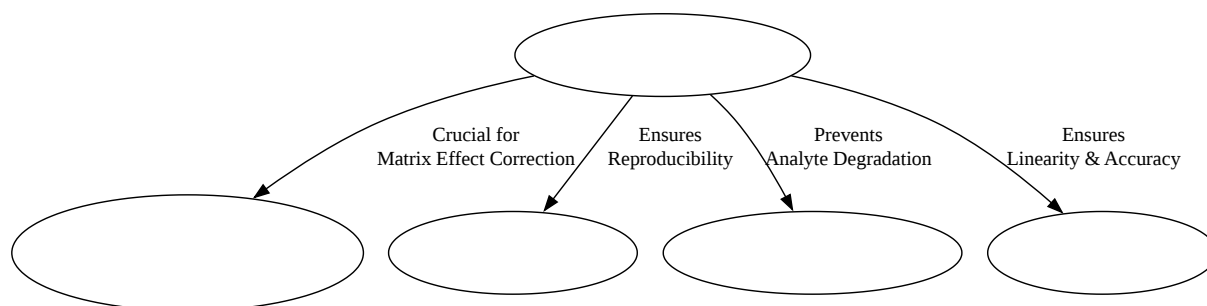 Crucial for
Matrix Effect Correction
Ensures
Reproducibility
Prevents
Analyte Degradation
Ensures
Linearity & Accuracy